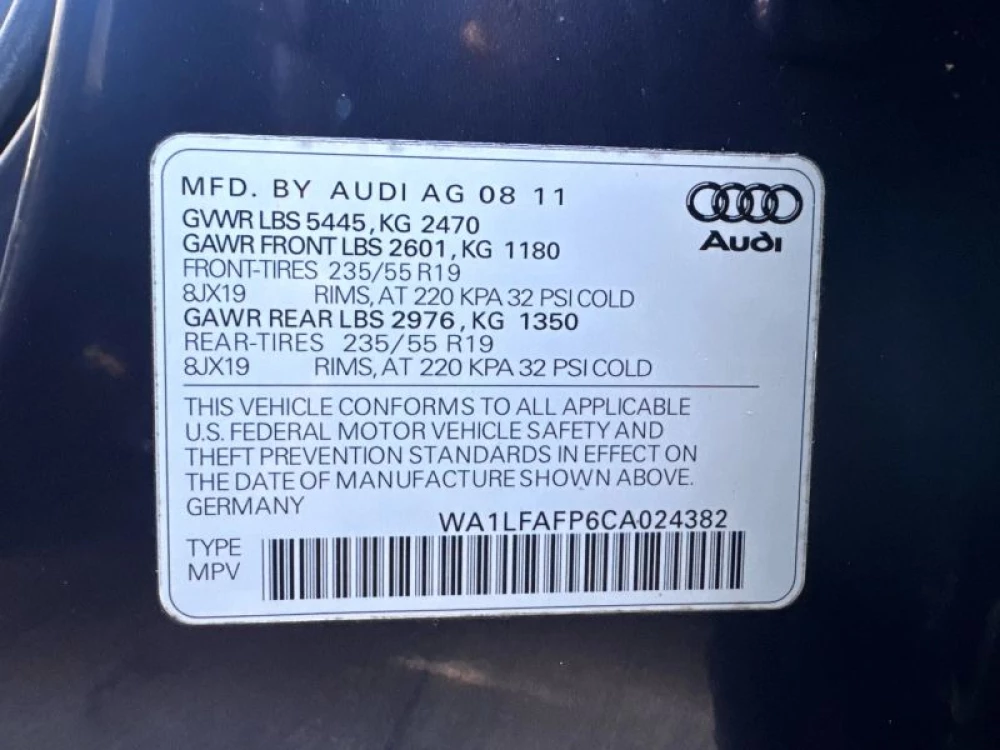 MFD. BY AUDI AG 08 11
GVWR LBS 5445, KG 2470
GAWR FRONT LBS 2601, KG 1180
FRONT-TIRES 235/55 R19
8JX19 RIMS, AT 220 KPA 32 PSI COLD
GAWR REAR LBS 2976, KG 1350
REAR-TIRES 235/55 R19
8JX19 RIMS, AT 220 KPA 32 PSI COLD
Audi
THIS VEHICLE CONFORMS TO ALL APPLICABLE
U.S. FEDERAL MOTOR VEHICLE SAFETY AND
THEFT PREVENTION STANDARDS IN EFFECT ON
THE DATE OF MANUFACTURE SHOWN ABOVE.
GERMANY
WA1LFAFP6CA024382
TYPE
MPV